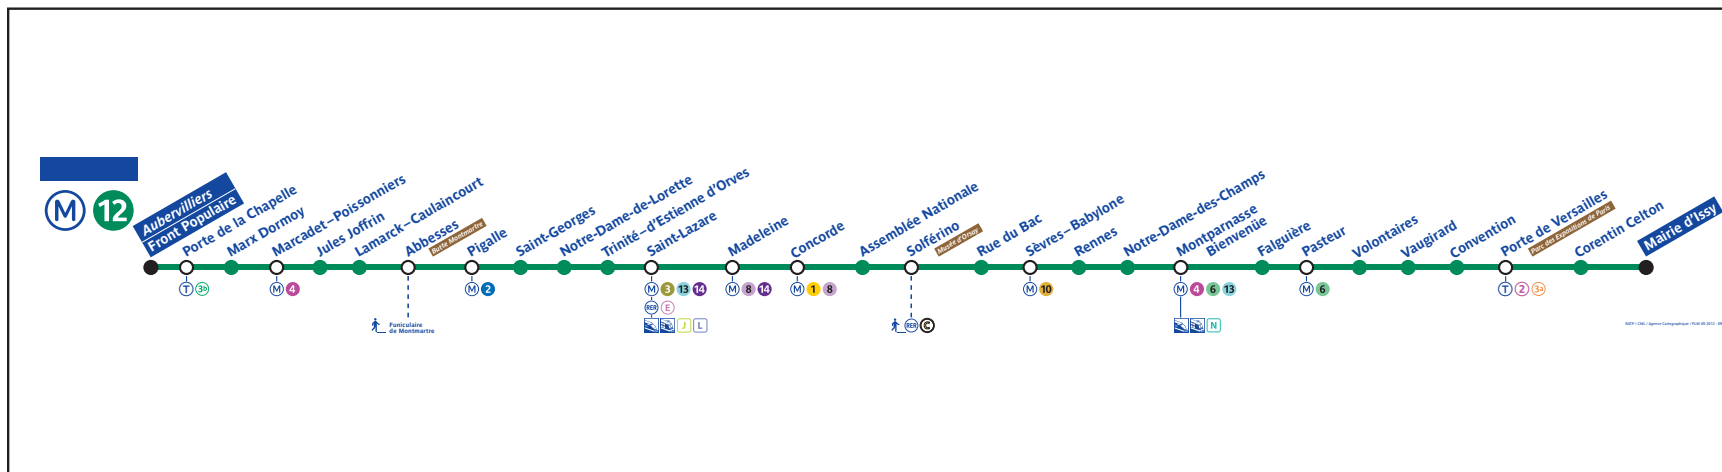 M 12
Aubervilliers
Front Populaire
Porte de la Chapelle
Marx Dormoy
Marcadet–Poissonniers
Jules Joffrin
Lamarck–Caulaincourt
Abbesses
Butte Montmartre
Pigalle
Saint-Georges
Notre-Dame-de-Lorette
Trinité–d'Estienne d'Orves
Saint-Lazare
Madeleine
Concorde
Assemblée Nationale
Solférino
Musée d'Orsay
Rue du Bac
Sèvres–Babylone
Rennes
Notre-Dame-des-Champs
Montparnasse
Bienvenüe
Falguière
Pasteur
Volontaires
Vaugirard
Convention
Porte de Versailles
Parc des Expositions de Paris
Corentin Celton
Mairie d'Issy
T 3b
M 4
M 2
M 3 13 14
M 8 14
M 1 8
M 10
M 4 6 13
M 6
T 2 3a
RER E
Funiculaire
de Montmartre
J L
RER C
N